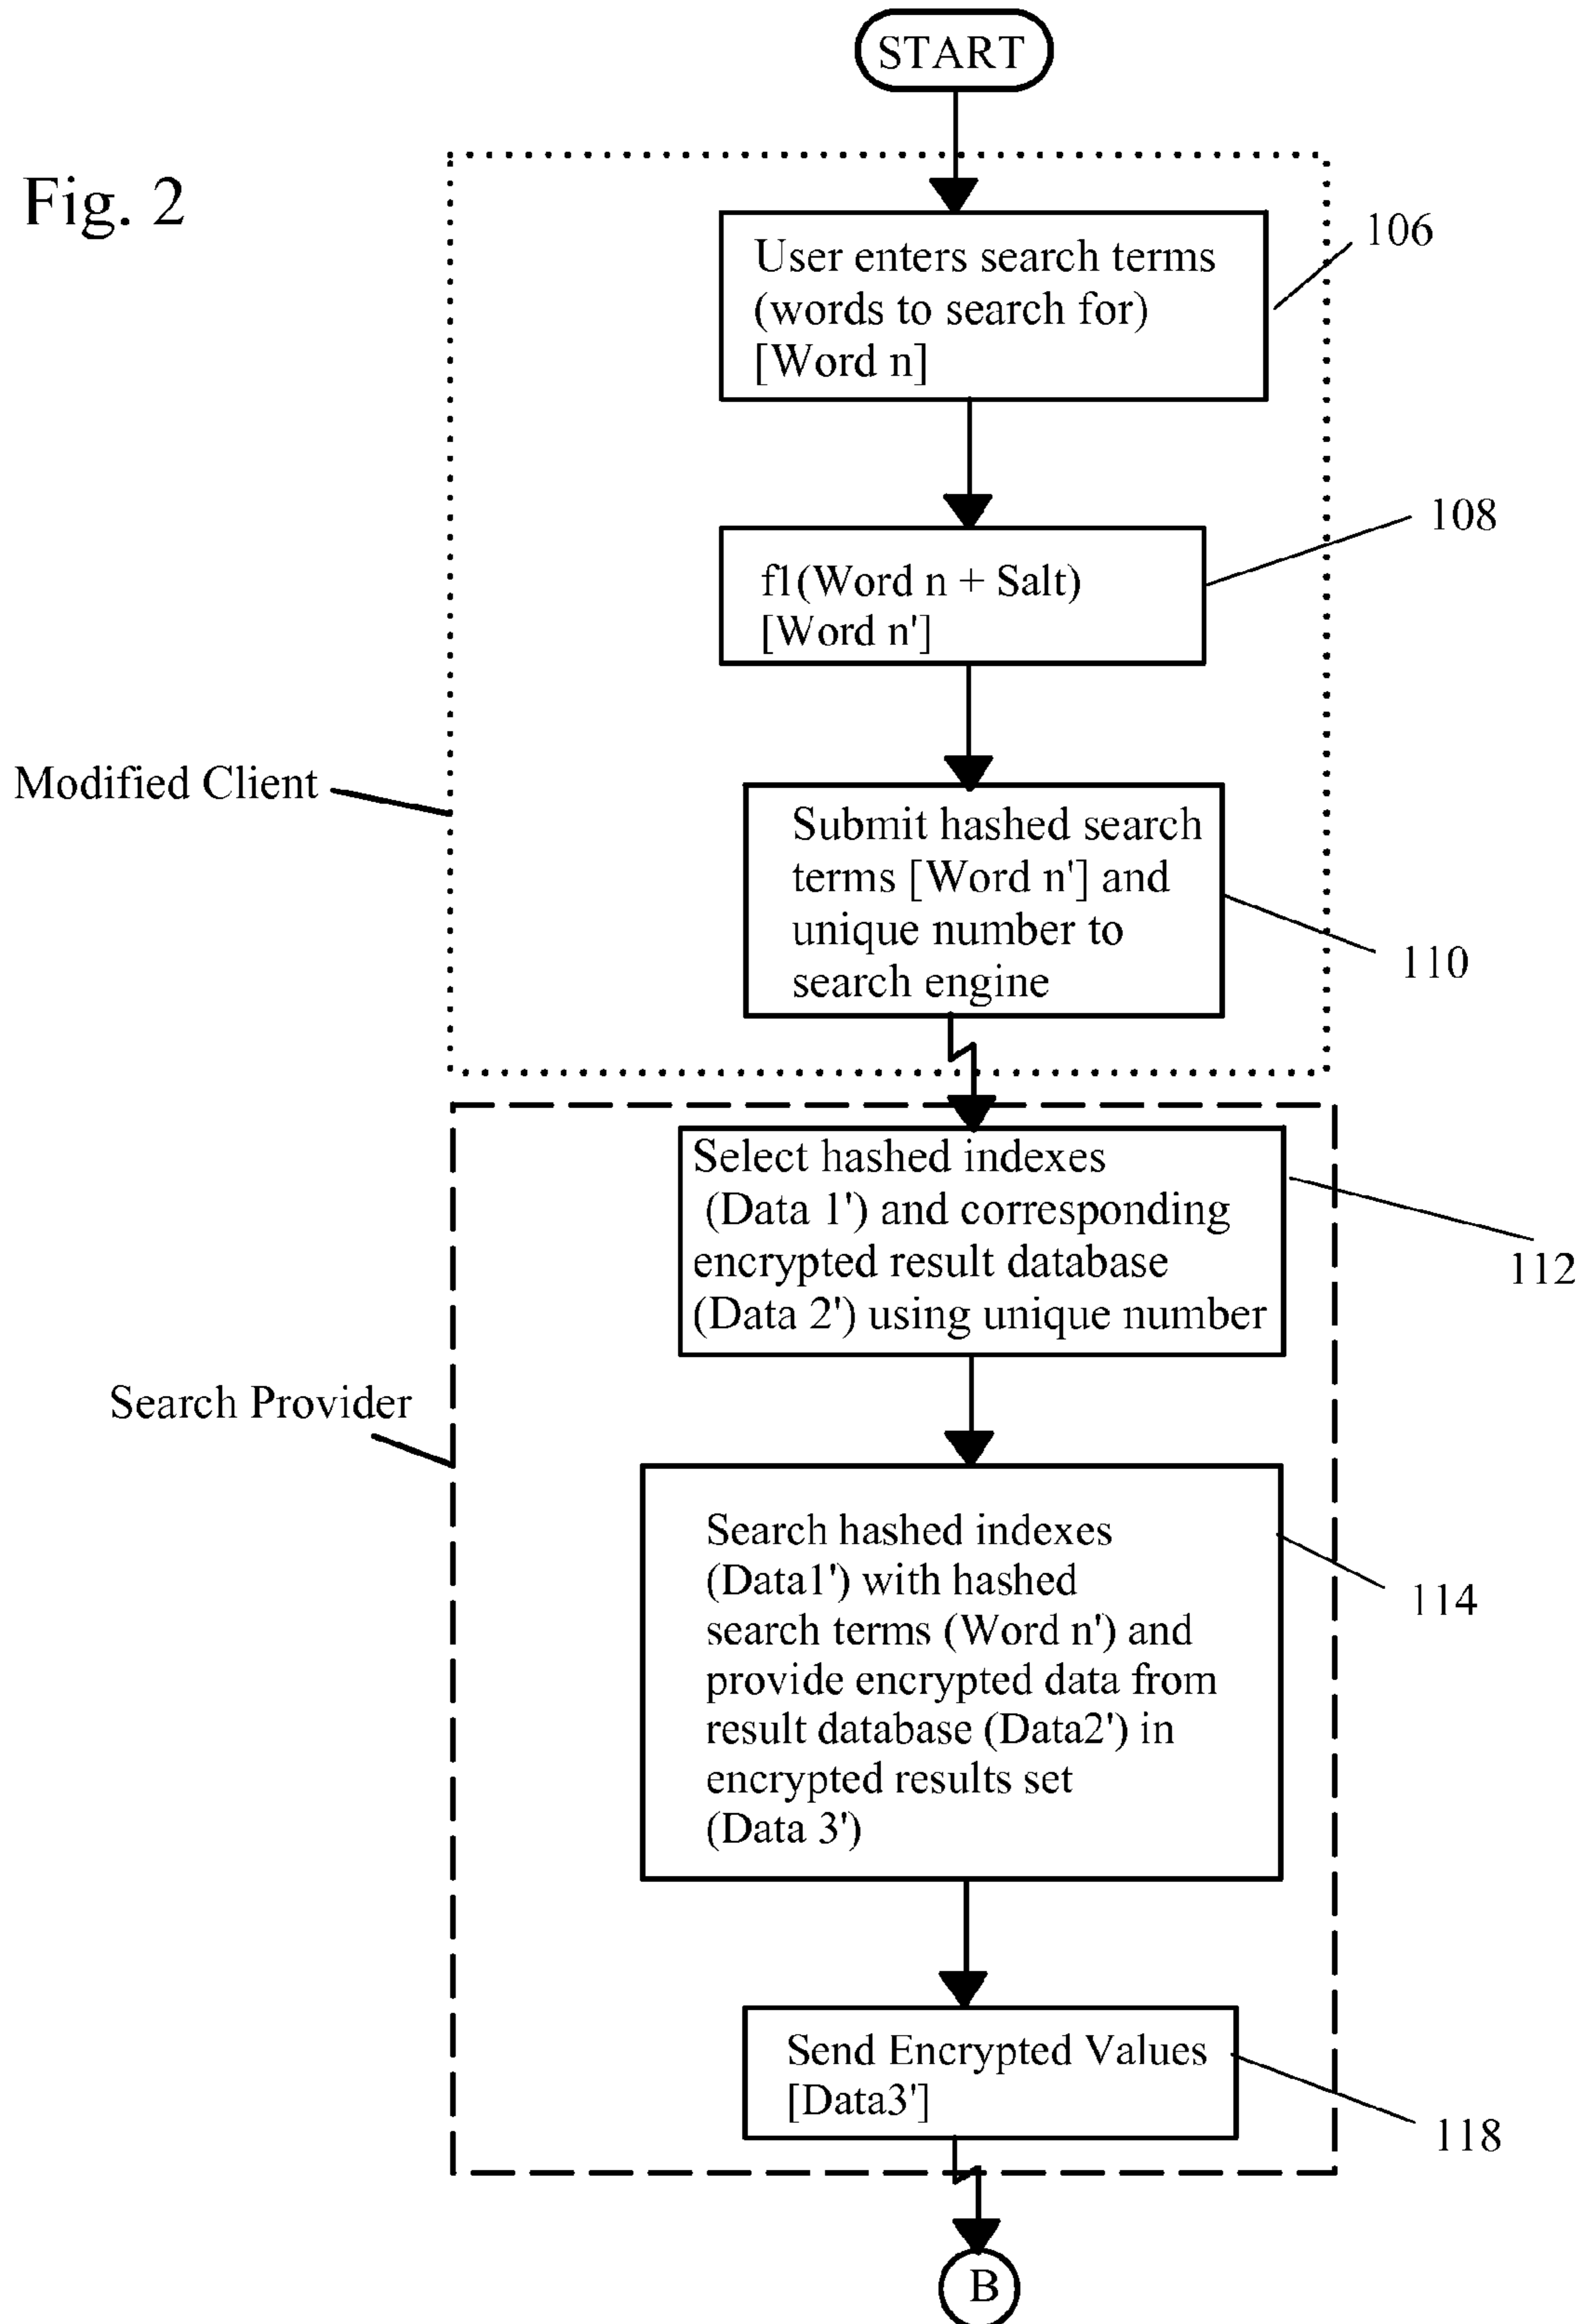 START
Fig. 2
User enters search terms
(words to search for)
[Word n]
106
f1(Word n + Salt)
[Word n']
108
Modified Client
Submit hashed search
terms [Word n'] and
unique number to
search engine
110
Select hashed indexes
(Data 1') and corresponding
encrypted result database
(Data 2') using unique number
112
Search Provider
Search hashed indexes
(Data1') with hashed
search terms (Word n') and
provide encrypted data from
result database (Data2') in
encrypted results set
(Data 3')
114
Send Encrypted Values
[Data3']
118
B